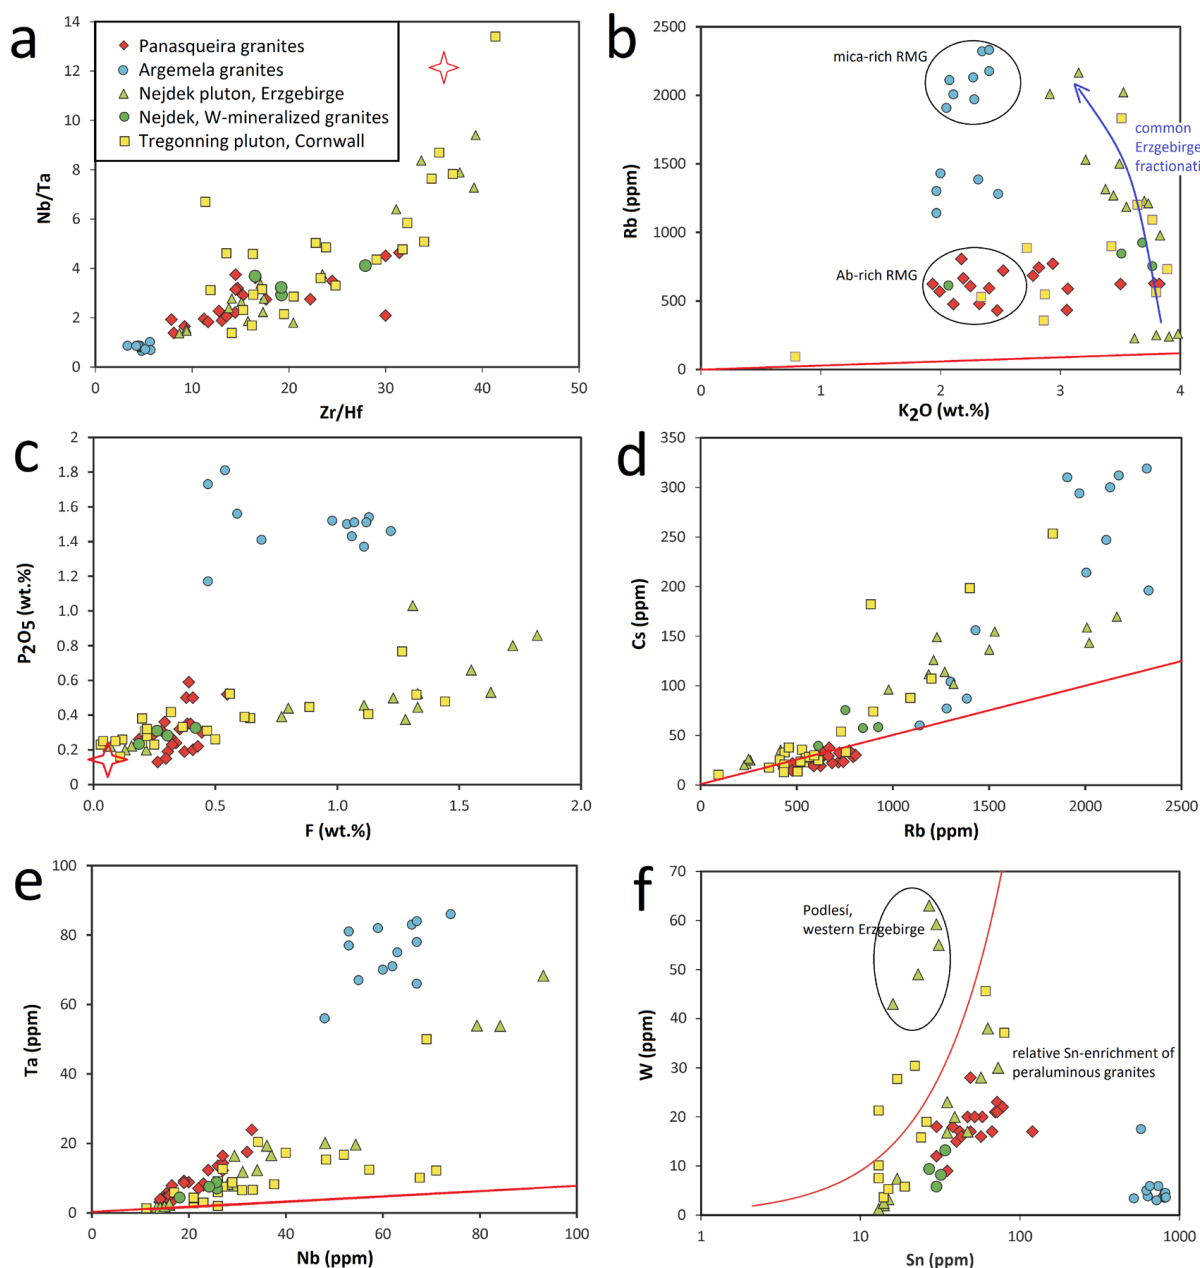 a
14
12
10
8
6
4
2
0
Nb/Ta
Panasqueira granites
Argemela granites
Nejdek pluton, Erzgebirge
Nejdek, W-mineralized granites
Tregonning pluton, Cornwall
0 10 20 30 40 50
Zr/Hf
b
2500
2000
1500
1000
500
0
Rb (ppm)
mica-rich RMG
common
Erzgebirge
fractionati
Ab-rich RMG
0 1 2 3 4
K2O (wt.%)
c
2
1.8
1.6
1.4
1.2
1.0
0.8
0.6
0.4
0.2
0.0
P2O5 (wt.%)
0.0 0.5 1.0 1.5 2.0
F (wt.%)
d
350
300
250
200
150
100
50
0
Cs (ppm)
0 500 1000 1500 2000 2500
Rb (ppm)
e
100
80
60
40
20
0
Ta (ppm)
0 20 40 60 80 100
Nb (ppm)
f
70
60
50
40
30
20
10
0
W (ppm)
Podlesí,
western Erzgebirge
relative Sn-enrichment of
peraluminous granites
1 10 100 1000
Sn (ppm)